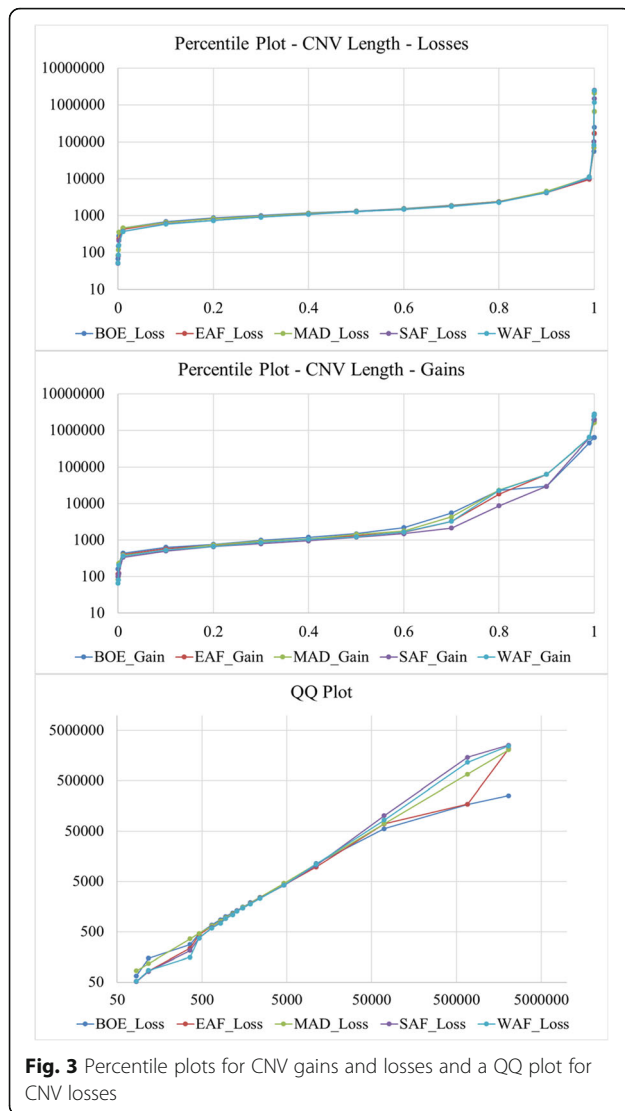 Percentile Plot - CNV Length - Losses
10000000
1000000
100000
10000
1000
100
10
0 0.2 0.4 0.6 0.8 1
BOE_Loss EAF_Loss MAD_Loss SAF_Loss WAF_Loss
Percentile Plot - CNV Length - Gains
10000000
1000000
100000
10000
1000
100
10
0 0.2 0.4 0.6 0.8 1
BOE_Gain EAF_Gain MAD_Gain SAF_Gain WAF_Gain
QQ Plot
5000000
500000
50000
5000
500
50
50 500 5000 50000 500000 5000000
BOE_Loss EAF_Loss MAD_Loss SAF_Loss WAF_Loss
Fig. 3 Percentile plots for CNV gains and losses and a QQ plot for
CNV losses